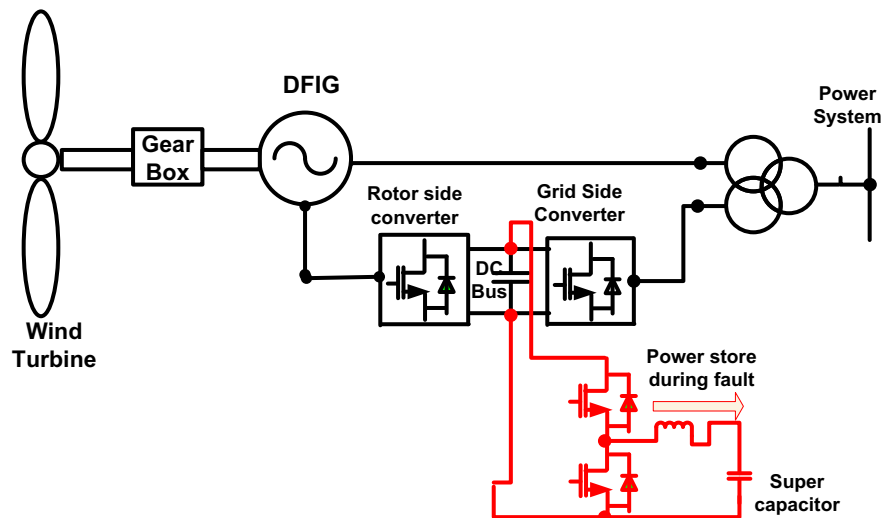 DFIG
Power
System
Gear
Box
Rotor side
converter
Grid Side
Converter
DC
Bus
Wind
Turbine
Power store
during fault
Super
capacitor